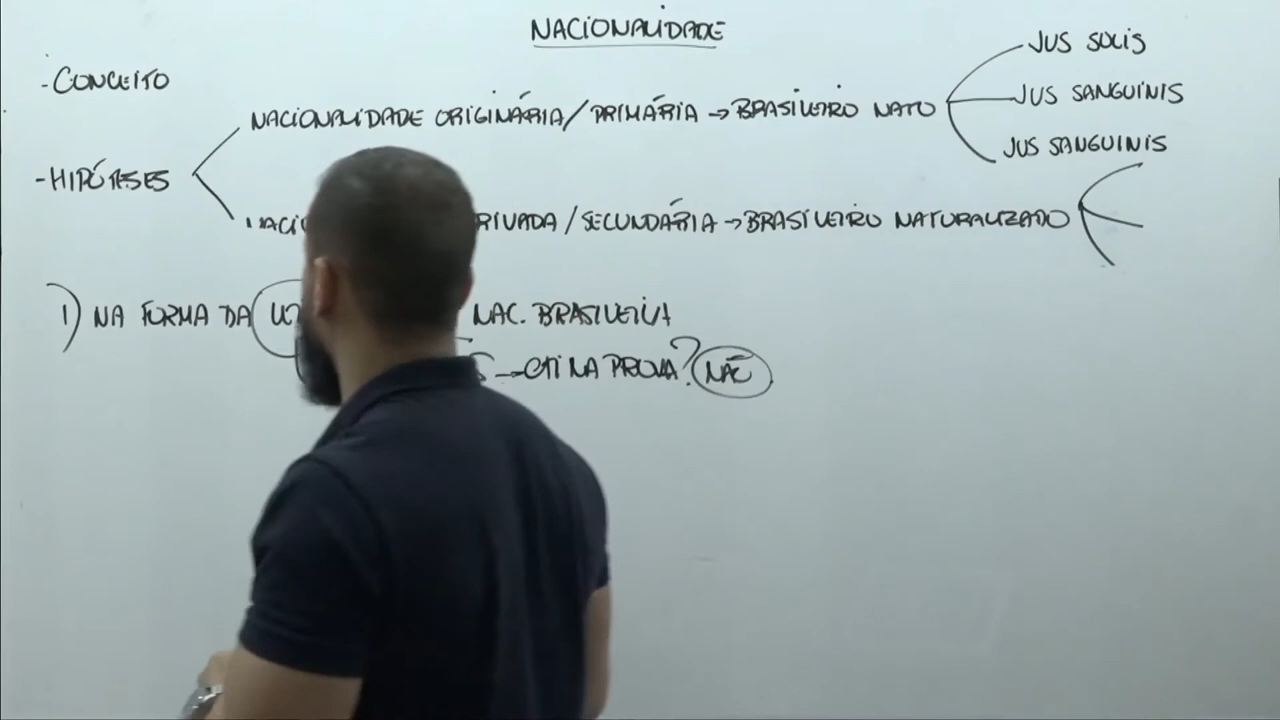 NACIONALIDADE
- CONCEITO
- HIPÓTESES
NACIONALIDADE ORIGINÁRIA / PRIMÁRIA → BRASILEIRO NATO
JUS SOLIS
JUS SANGUINIS
JUS SANGUINIS
RIVADA / SECUNDÁRIA → BRASILEIRO NATURALIZADO
1) NA FORMA DA NAC. BRASILEIRA
NA PROVA? NÃO